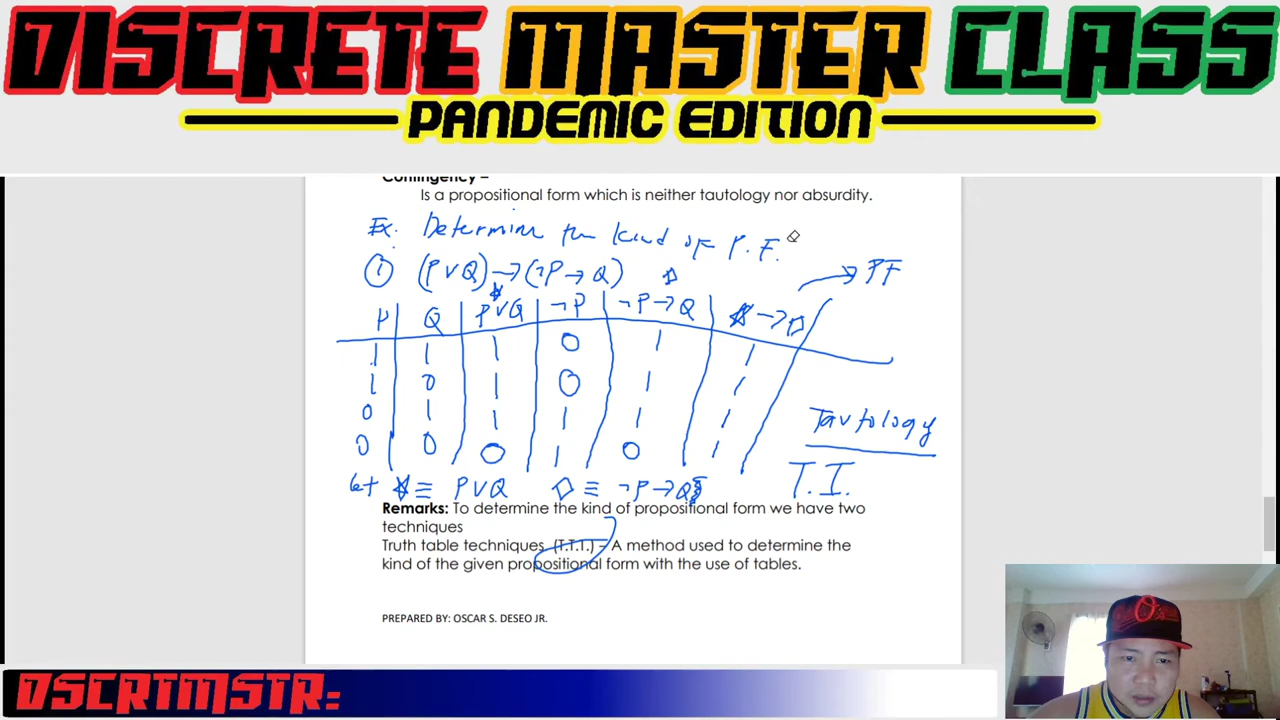 DISCRETE MASTER CLASS
PANDEMIC EDITION
Contingency –
Is a propositional form which is neither tautology nor absurdity.
Ex. Determine the kind of P.F.
① (P∨Q)→(¬P→Q) ◇
→ PF
P Q P∨Q ¬P ¬P→Q ☆→◇
1 1 1 0 1 1
1 0 1 0 1 1
0 1 1 1 1 1
Tautology
0 0 0 1 0 1
T.I.
let ☆ ≡ P∨Q ◇ ≡ ¬P→Q
Remarks: To determine the kind of propositional form we have two
techniques
Truth table techniques (T.T.T.) – A method used to determine the
kind of the given propositional form with the use of tables.
PREPARED BY: OSCAR S. DESEO JR.
DSCRTMSTR: